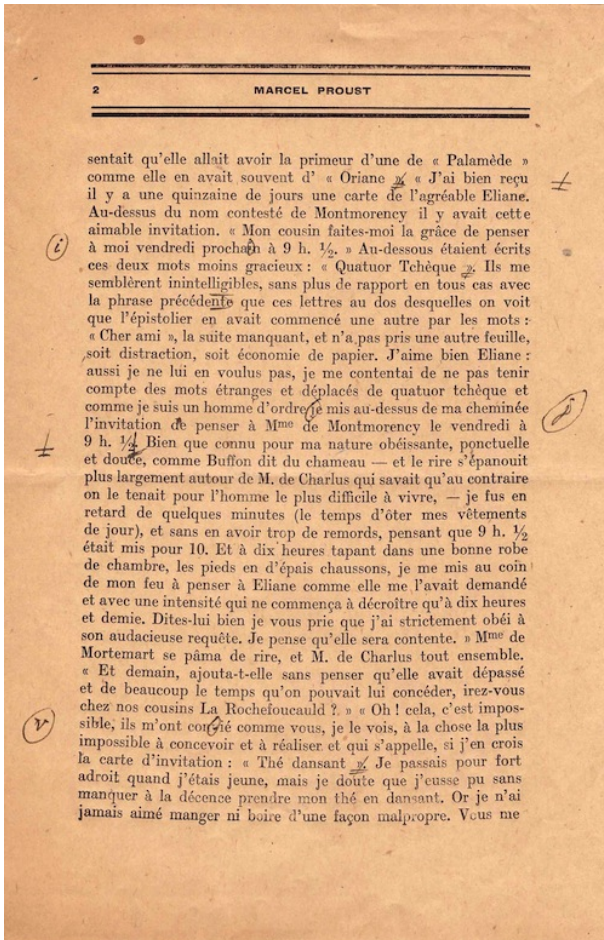 2
MARCEL PROUST
sentait qu'elle allait avoir la primeur d'une de « Palamède »
comme elle en avait souvent d' « Oriane ». « J'ai bien reçu
il y a une quinzaine de jours une carte de l'agréable Eliane.
Au-dessus du nom contesté de Montmorency il y avait cette
aimable invitation. « Mon cousin faites-moi la grâce de penser
à moi vendredi prochain à 9 h. ½. » Au-dessous étaient écrits
ces deux mots moins gracieux : « Quatuor Tchèque ». Ils me
semblèrent inintelligibles, sans plus de rapport en tous cas avec
la phrase précédente que ces lettres au dos desquelles on voit
que l'épistolier en avait commencé une autre par les mots :
« Cher ami », la suite manquant, et n'a pas pris une autre feuille,
soit distraction, soit économie de papier. J'aime bien Eliane :
aussi je ne lui en voulus pas, je me contentai de ne pas tenir
compte des mots étranges et déplacés de quatuor tchèque et
comme je suis un homme d'ordre je mis au-dessus de ma cheminée
l'invitation de penser à Mme de Montmorency le vendredi à
9 h. ½. Bien que connu pour ma nature obéissante, ponctuelle
et douce, comme Buffon dit du chameau — et le rire s'épanouit
plus largement autour de M. de Charlus qui savait qu'au contraire
on le tenait pour l'homme le plus difficile à vivre, — je fus en
retard de quelques minutes (le temps d'ôter mes vêtements
de jour), et sans en avoir trop de remords, pensant que 9 h. ½
était mis pour 10. Et à dix heures tapant dans une bonne robe
de chambre, les pieds en d'épais chaussons, je me mis au coin
de mon feu à penser à Eliane comme elle me l'avait demandé
et avec une intensité qui ne commença à décroître qu'à dix heures
et demie. Dîtes-lui bien je vous prie que j'ai strictement obéi à
son audacieuse requête. Je pense qu'elle sera contente. » Mme de
Mortemart se pâma de rire, et M. de Charlus tout ensemble.
« Et demain, ajouta-t-elle sans penser qu'elle avait dépassé
et de beaucoup le temps qu'on pouvait lui concéder, irez-vous
chez nos cousins La Rochefoucauld ? » « Oh ! cela, c'est impos-
sible, ils m'ont convié comme vous, je le vois, à la chose la plus
impossible à concevoir et à réaliser et qui s'appelle, si j'en crois
la carte d'invitation : « Thé dansant ». Je passais pour fort
adroit quand j'étais jeune, mais je doute que j'eusse pu sans
manquer à la décence prendre mon thé en dansant. Or je n'ai
jamais aimé manger ni boire d'une façon malpropre. Vous me
i
j
v